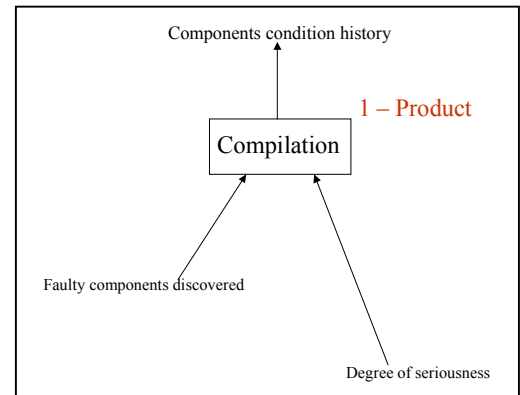 Components condition history
1 – Product
Compilation
Faulty components discovered
Degree of seriousness